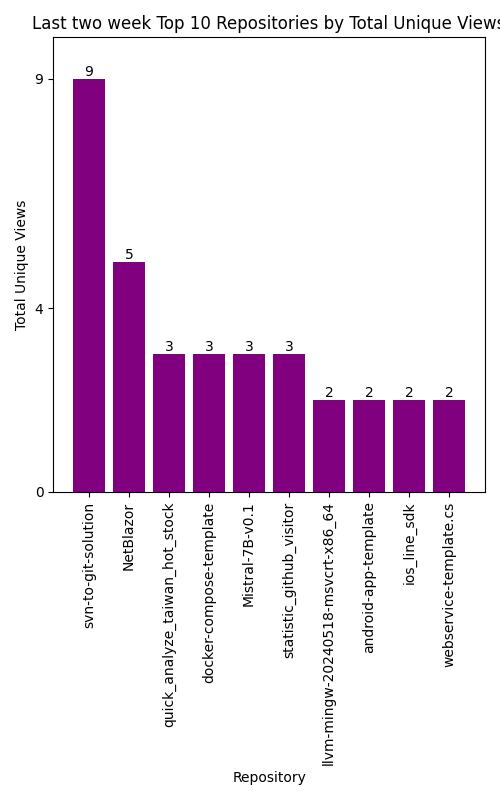 Last two week Top 10 Repositories by Total Unique Views
Total Unique Views
9
4
0
9
5
3
3
3
3
2
2
2
2
svn-to-git-solution
NetBlazor
quick_analyze_taiwan_hot_stock
docker-compose-template
Mistral-7B-v0.1
statistic_github_visitor
llvm-mingw-20240518-msvcrt-x86_64
android-app-template
ios_line_sdk
webservice-template.cs
Repository